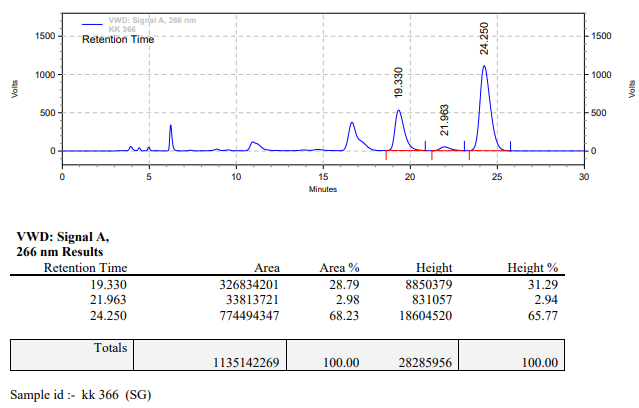 VWD: Signal A, 266 nm
KK 366
Retention Time
1500
1000
500
0
Volts
19.330
21.963
24.250
1500
1000
500
0
Volts
0 5 10 15 20 25 30
Minutes
VWD: Signal A,
266 nm Results
Retention Time Area Area % Height Height %
19.330 326834201 28.79 8850379 31.29
21.963 33813721 2.98 831057 2.94
24.250 774494347 68.23 18604520 65.77
Totals
1135142269 100.00 28285956 100.00
Sample id :- kk 366 (SG)